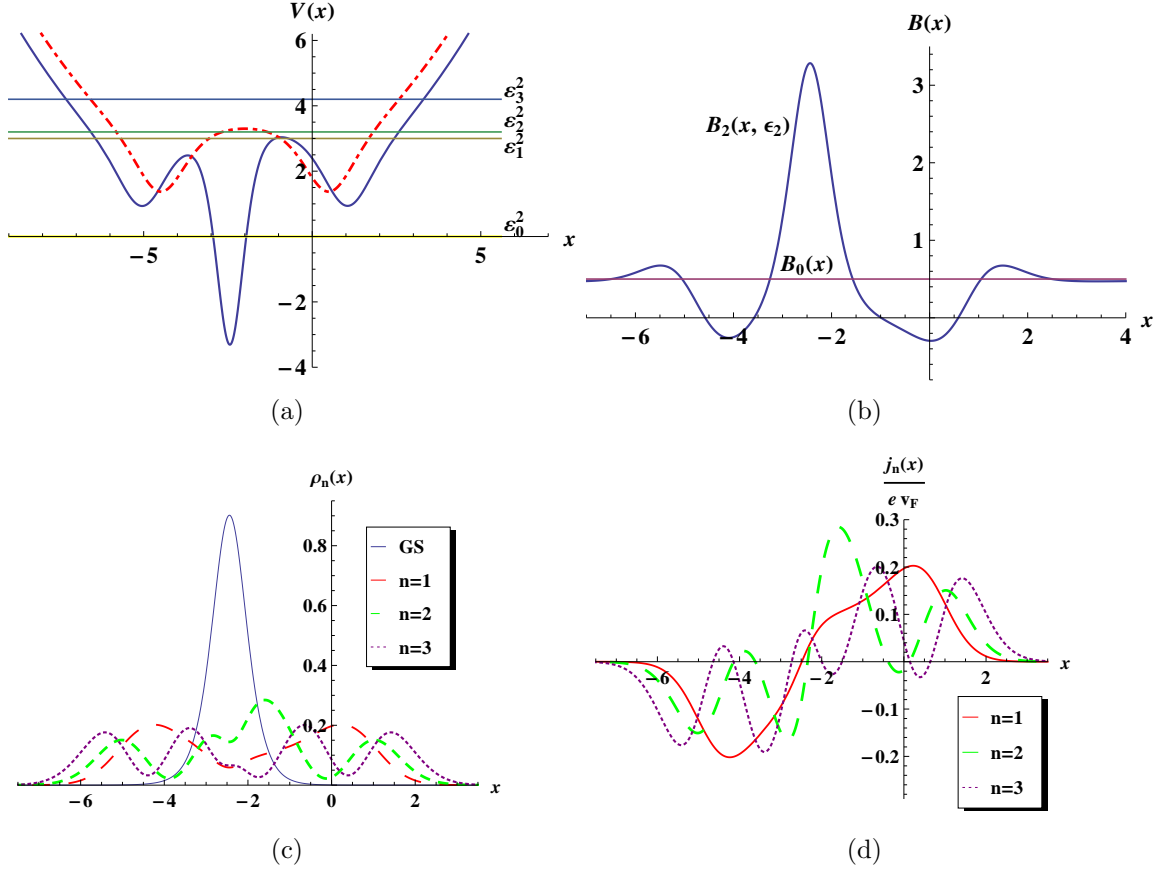 V(x)
6
4
2
−2
−4
−5
5
x
ε₃²
ε₂²
ε₁²
ε₀²
(a)
B(x)
3
1
B₂(x, ϵ₂)
B₀(x)
−6
−4
−2
2
4
x
(b)
ρₙ(x)
0.8
0.6
0.4
0.2
−6
−4
−2
0
2
x
GS
n=1
n=2
n=3
(c)
jₙ(x)
e v_F
0.3
0.2
0.1
−0.1
−0.2
−6
−4
−2
2
x
n=1
n=2
n=3
(d)